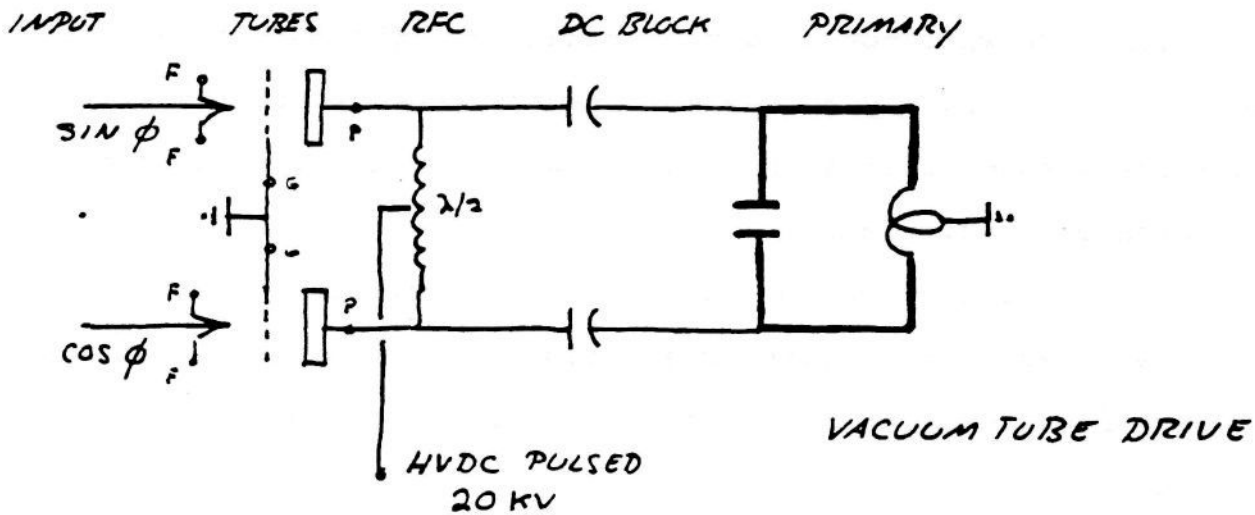 INPUT
TUBES
RFC
DC BLOCK
PRIMARY
F
SIN φ
F
P
G
λ/2
G
F
P
COS φ
F
HVDC PULSED
20 KV
VACUUM TUBE DRIVE